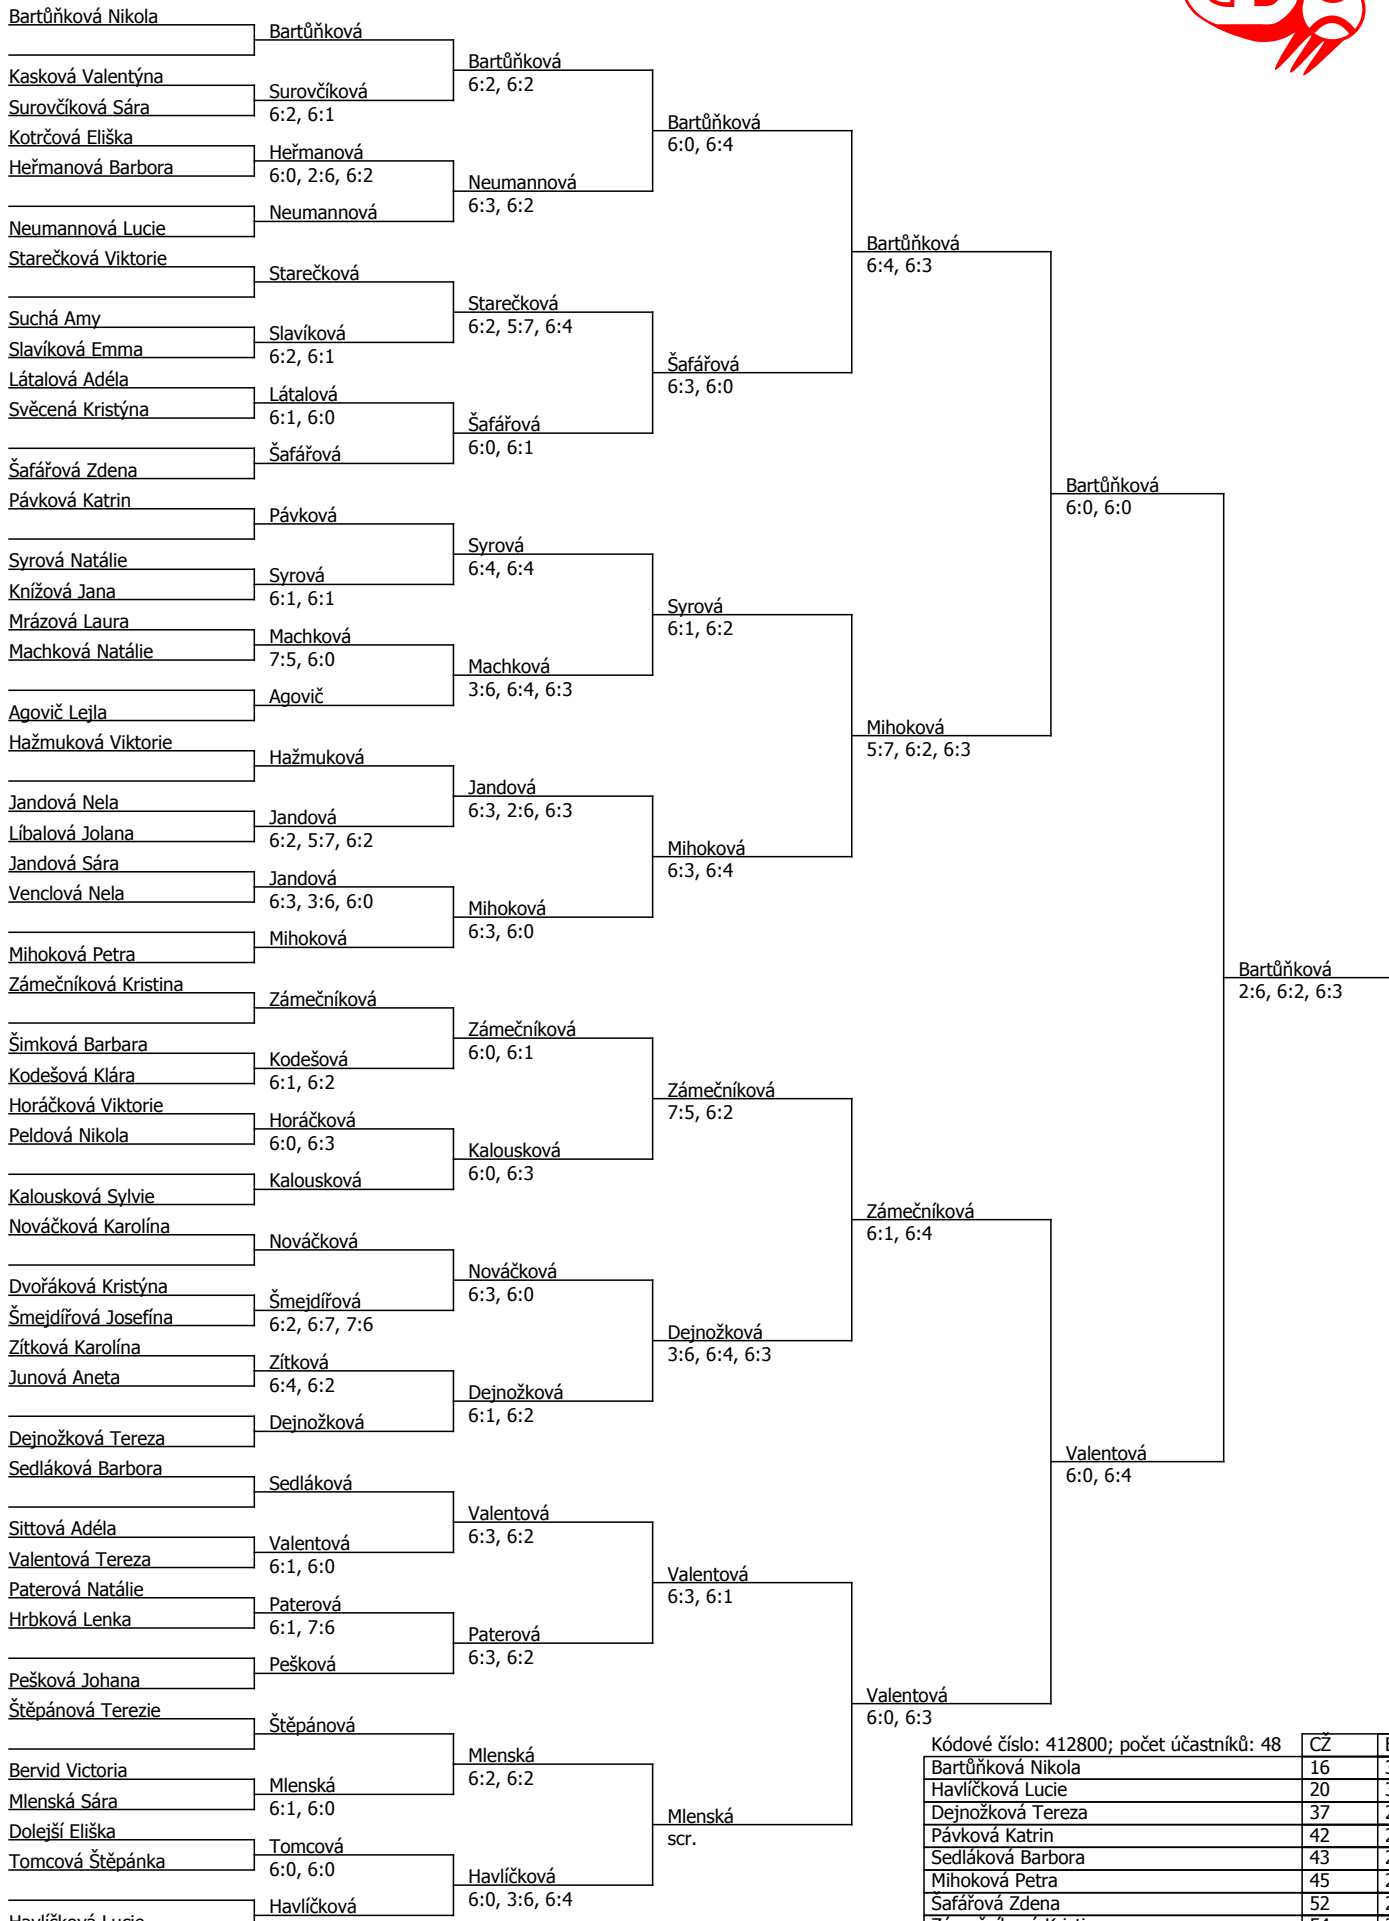 Bartůňková Nikola
Kasková Valentýna
Surovčíková Sára
Kotrčová Eliška
Heřmanová Barbora
Neumannová Lucie
Starečková Viktorie
Suchá Amy
Slavíková Emma
Látalová Adéla
Svěcená Kristýna
Šafářová Zdena
Pávková Katrin
Syrová Natálie
Knížová Jana
Mrázová Laura
Machková Natálie
Agovič Lejla
Hažmuková Viktorie
Jandová Nela
Líbalová Jolana
Jandová Sára
Venclová Nela
Mihoková Petra
Zámečníková Kristina
Šimková Barbara
Kodešová Klára
Horáčková Viktorie
Peldová Nikola
Kalousková Sylvie
Nováčková Karolína
Dvořáková Kristýna
Šmejdířová Josefína
Zítková Karolína
Junová Aneta
Dejnožková Tereza
Sedláková Barbora
Sittová Adéla
Valentová Tereza
Paterová Natálie
Hrbková Lenka
Pešková Johana
Štěpánová Terezie
Bervid Victoria
Mlenská Sára
Dolejší Eliška
Tomcová Štěpánka
Havlíčková Lucie
Bartůňková
Surovčíková
6:2, 6:1
Heřmanová
6:0, 2:6, 6:2
Neumannová
Starečková
Slavíková
6:2, 6:1
Látalová
6:1, 6:0
Šafářová
Pávková
Syrová
6:1, 6:1
Machková
7:5, 6:0
Agovič
Hažmuková
Jandová
6:2, 5:7, 6:2
Jandová
6:3, 3:6, 6:0
Mihoková
Zámečníková
Kodešová
6:1, 6:2
Horáčková
6:0, 6:3
Kalousková
Nováčková
Šmejdířová
6:2, 6:7, 7:6
Zítková
6:4, 6:2
Dejnožková
Sedláková
Valentová
6:1, 6:0
Paterová
6:1, 7:6
Pešková
Štěpánová
Mlenská
6:1, 6:0
Tomcová
6:0, 6:0
Havlíčková
Bartůňková
6:2, 6:2
Neumannová
6:3, 6:2
Starečková
6:2, 5:7, 6:4
Šafářová
6:0, 6:1
Syrová
6:4, 6:4
Machková
3:6, 6:4, 6:3
Jandová
6:3, 2:6, 6:3
Mihoková
6:3, 6:0
Zámečníková
6:0, 6:1
Kalousková
6:0, 6:3
Nováčková
6:3, 6:0
Dejnožková
6:1, 6:2
Valentová
6:3, 6:2
Paterová
6:3, 6:2
Mlenská
6:2, 6:2
Havlíčková
6:0, 3:6, 6:4
Bartůňková
6:0, 6:4
Šafářová
6:3, 6:0
Syrová
6:1, 6:2
Mihoková
6:3, 6:4
Zámečníková
7:5, 6:2
Dejnožková
3:6, 6:4, 6:3
Valentová
6:3, 6:1
Mlenská
scr.
Bartůňková
6:4, 6:3
Mihoková
5:7, 6:2, 6:3
Zámečníková
6:1, 6:4
Valentová
6:0, 6:3
Bartůňková
6:0, 6:0
Valentová
6:0, 6:4
Bartůňková
2:6, 6:2, 6:3
Kódové číslo: 412800; počet účastníků: 48 CŽ
Bartůňková Nikola 16
Havlíčková Lucie 20
Dejnožková Tereza 37
Pávková Katrin 42
Sedláková Barbora 43
Mihoková Petra 45
Šafářová Zdena 52